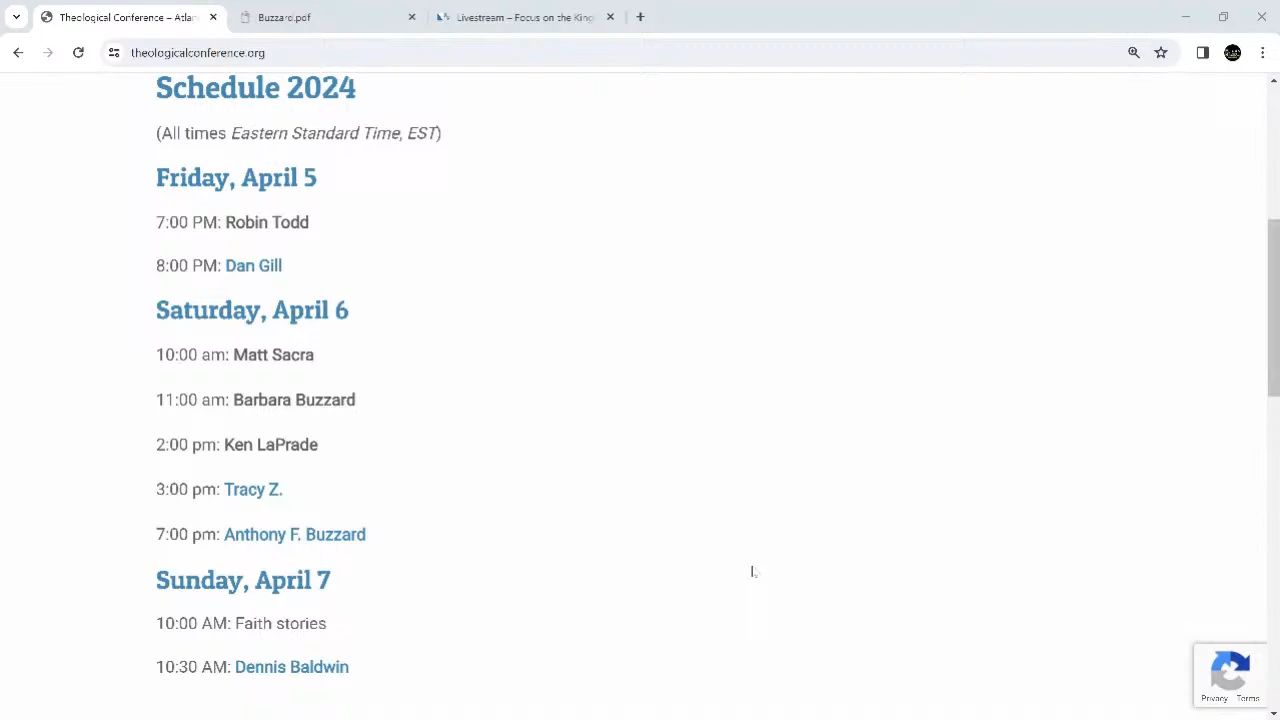 Theological Conference – Atlan
Buzzard.pdf
Livestream – Focus on the King
theologicalconference.org
Schedule 2024
(All times Eastern Standard Time, EST)
Friday, April 5
7:00 PM: Robin Todd
8:00 PM: Dan Gill
Saturday, April 6
10:00 am: Matt Sacra
11:00 am: Barbara Buzzard
2:00 pm: Ken LaPrade
3:00 pm: Tracy Z.
7:00 pm: Anthony F. Buzzard
Sunday, April 7
10:00 AM: Faith stories
10:30 AM: Dennis Baldwin
Privacy - Terms